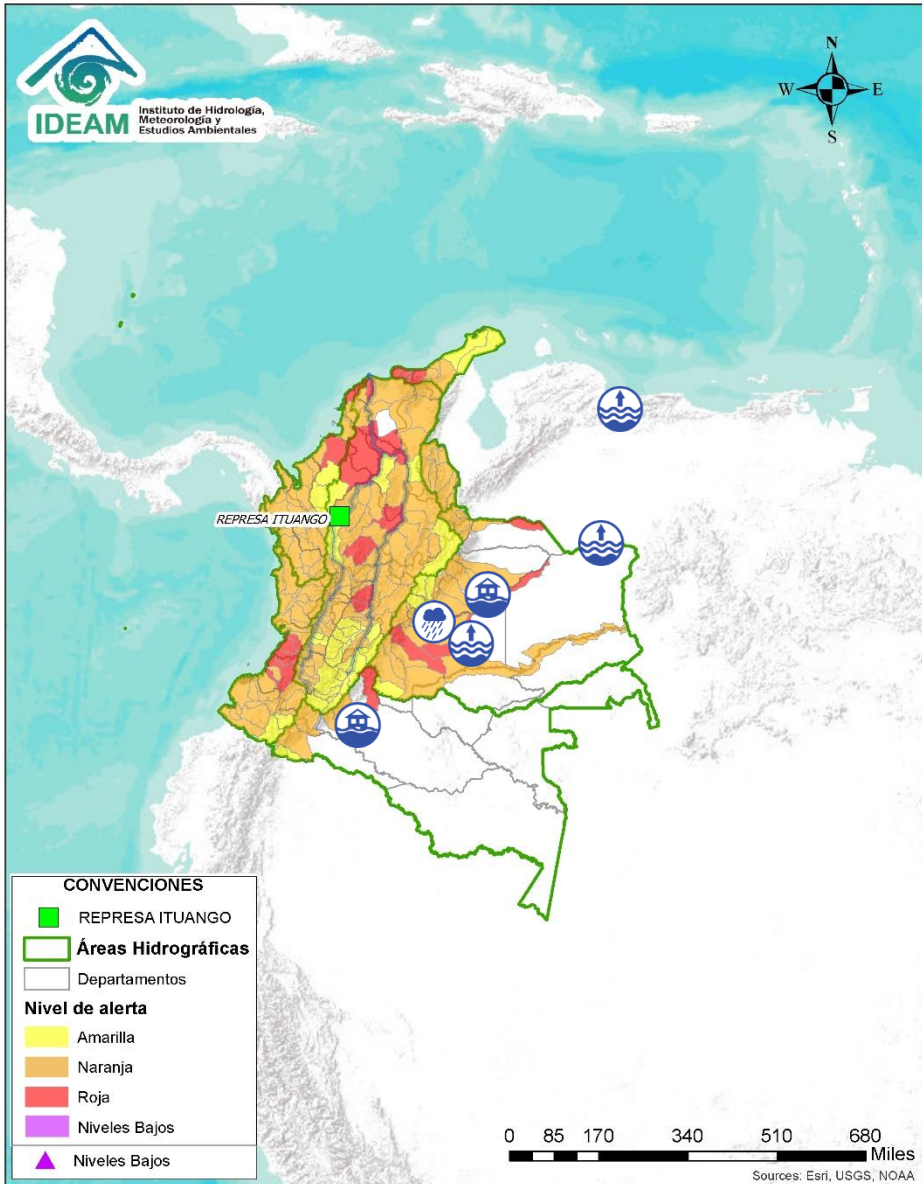 IDEAM
Instituto de Hidrología,
Meteorología y
Estudios Ambientales
N
W
E
S
REPRESA ITUANGO
CONVENCIONES
REPRESA ITUANGO
Áreas Hidrográficas
Departamentos
Nivel de alerta
Amarilla
Naranja
Roja
Niveles Bajos
Niveles Bajos
0 85 170 340 510 680
Miles
Sources: Esri, USGS, NOAA